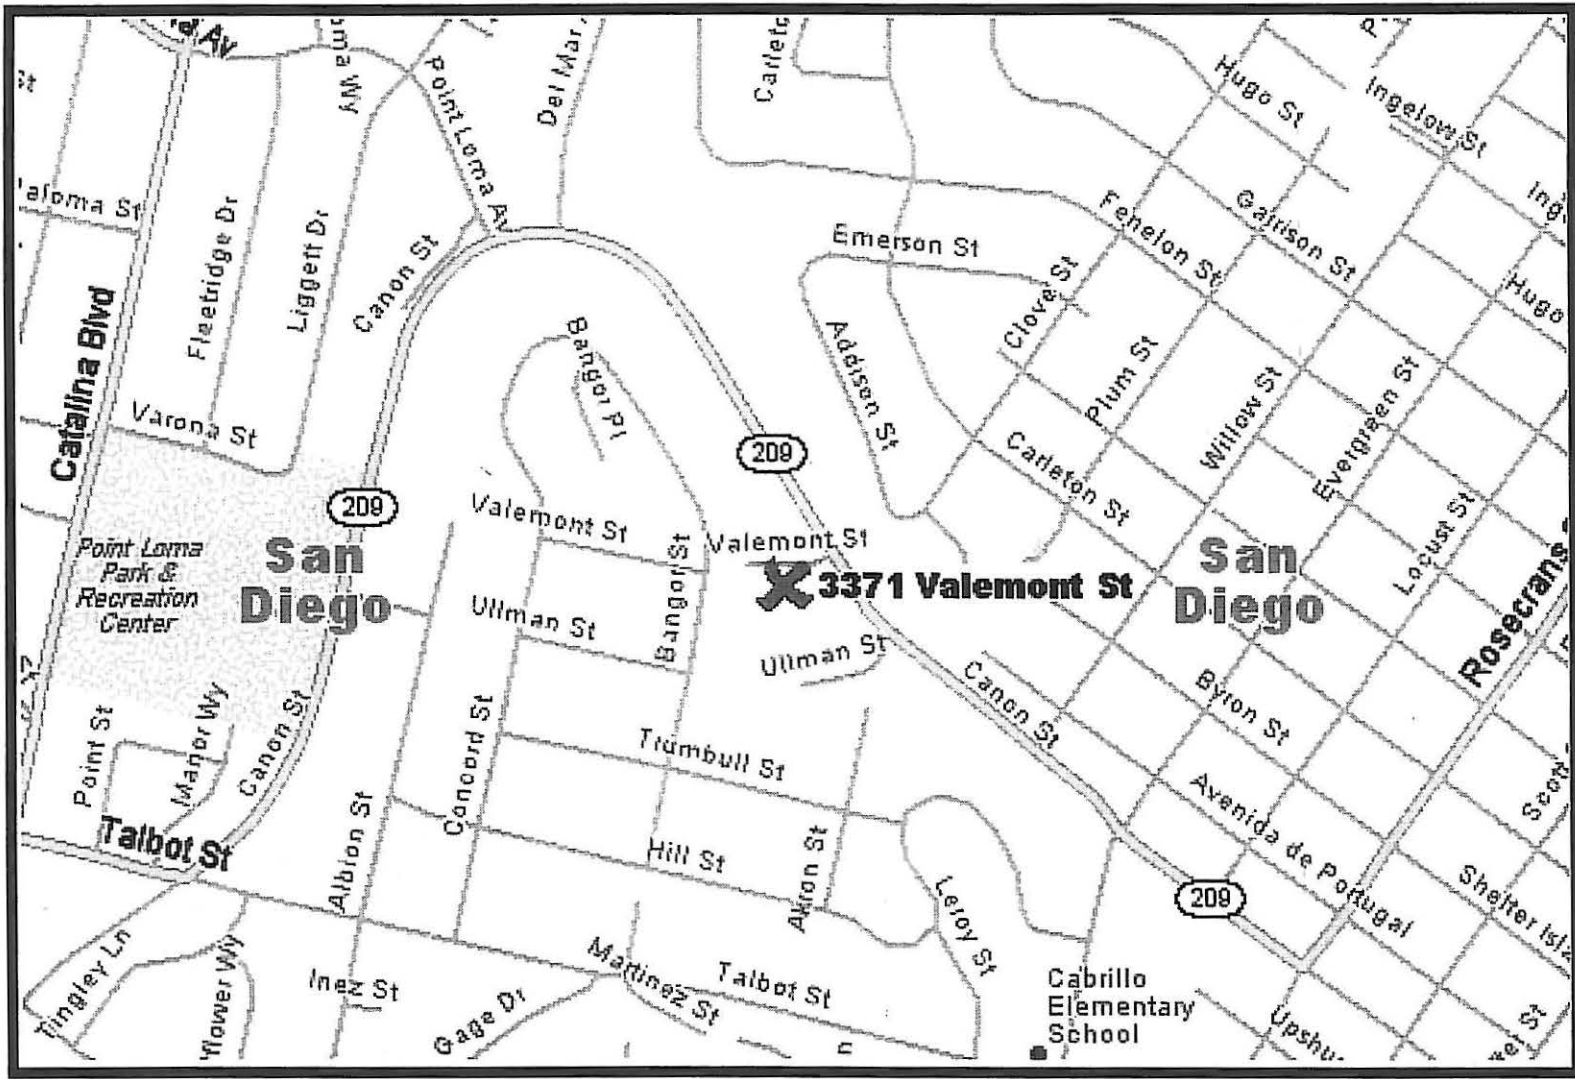 Hugo St
Ingelow St
Point Loma Av
Del Mar
Fleetridge Dr
Liggett Dr
Canon St
Catalina Blvd
Varona St
Bangor Pl
Emerson St
Addison St
Fenelon St
Garrison St
Clove St
Plum St
Hugo
Willow St
Evergreen St
Carleton St
Locust St
Rosecrans
209
209
Valemont St
Valemont St
Point Loma
Park &
Recreation
Center
San
Diego
3371 Valemont St
San
Diego
Ullman St
Bangor St
Ullman St
Canon St
Byron St
Point St
Manor Wy
Canon St
Concord St
Trumbull St
Avenida de Portugal
Talbot St
Albion St
Hill St
Akron St
Leroy St
209
Shelter Isla
Tingley Ln
flower Wy
Inez St
Gage Dr
Martinez St
Talbot St
Cabrillo
Elementary
School
Upshu